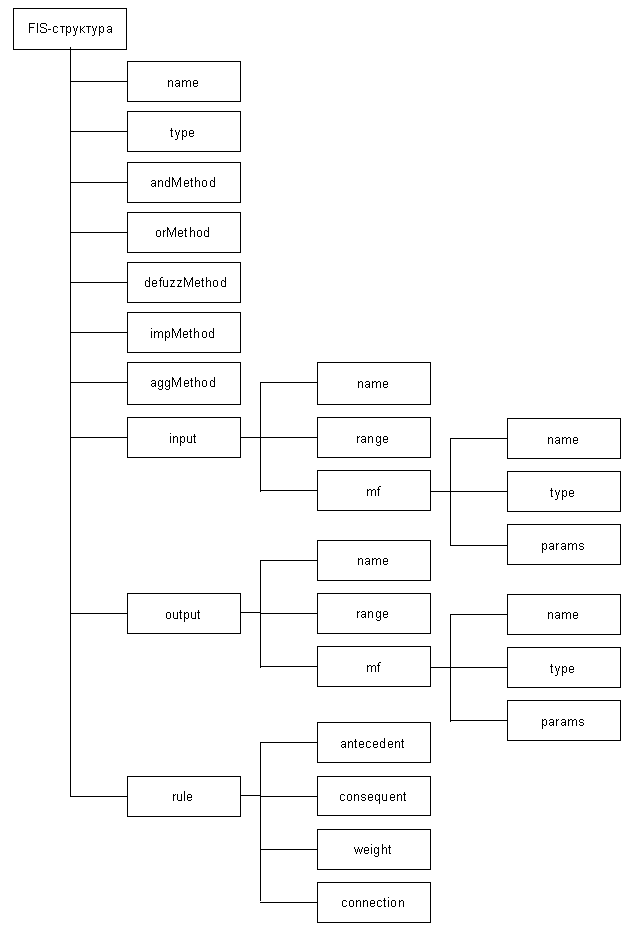 FIS-структура
name
type
andMethod
orMethod
defuzzMethod
impMethod
aggMethod
input
name
range
mf
name
type
params
output
name
range
mf
name
type
params
rule
antecedent
consequent
weight
connection